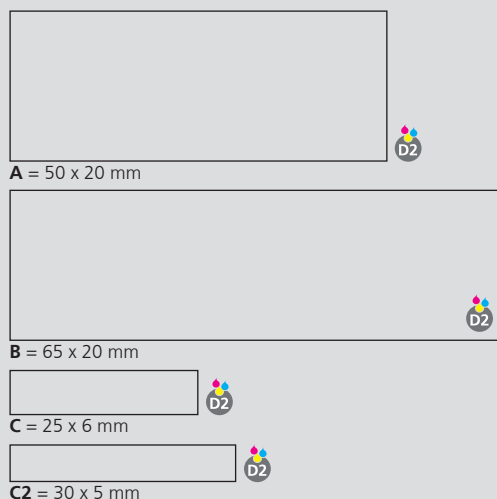 D2
A = 50 x 20 mm
D2
B = 65 x 20 mm
D2
C = 25 x 6 mm
D2
C2 = 30 x 5 mm